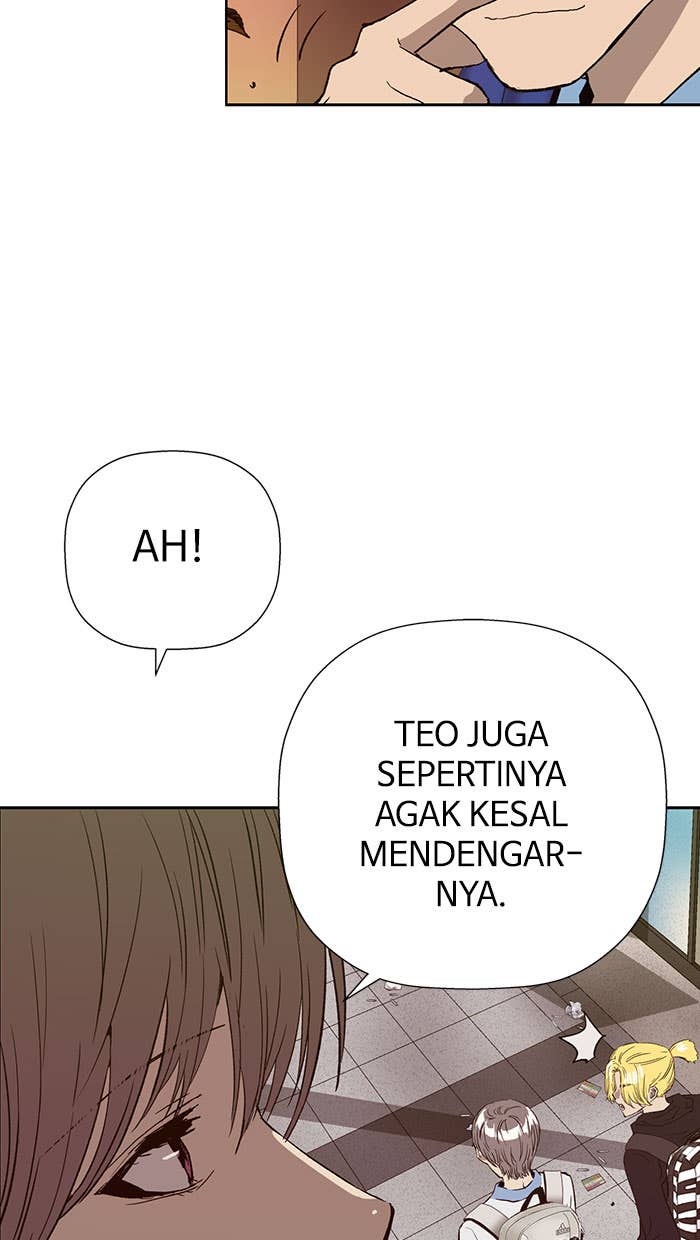 AH!
TEO JUGA
SEPERTINYA
AGAK KESAL
MENDENGAR-
NYA.